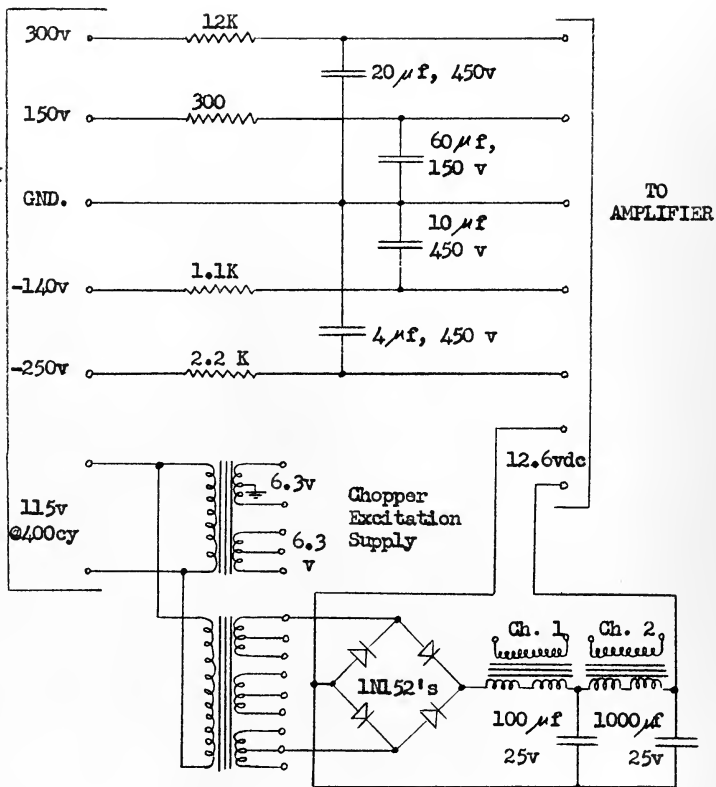 300v
12K
20 μf, 450v
150v
300
60 μf,
150 v
GND.
TO
AMPLIFIER
10 μf
450 v
-140v
1.1K
4 μf, 450 v
-250v
2.2 K
12.6vdc
115v
@400cy
6.3v
6.3
v
Chopper
Excitation
Supply
Ch. 1
Ch. 2
1N152's
100 μf
25v
1000 μf
25v